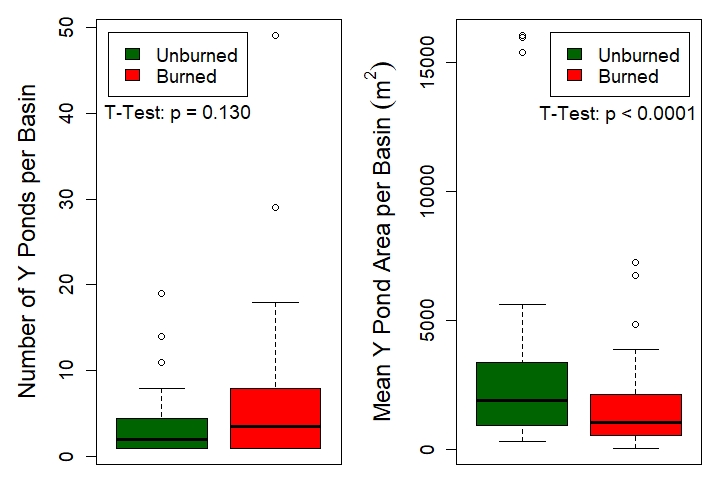 Number of Y Ponds per Basin
50
40
30
20
10
0
Unburned
Burned
T-Test: p = 0.130
Mean Y Pond Area per Basin (m²)
15000
10000
5000
0
Unburned
Burned
T-Test: p < 0.0001